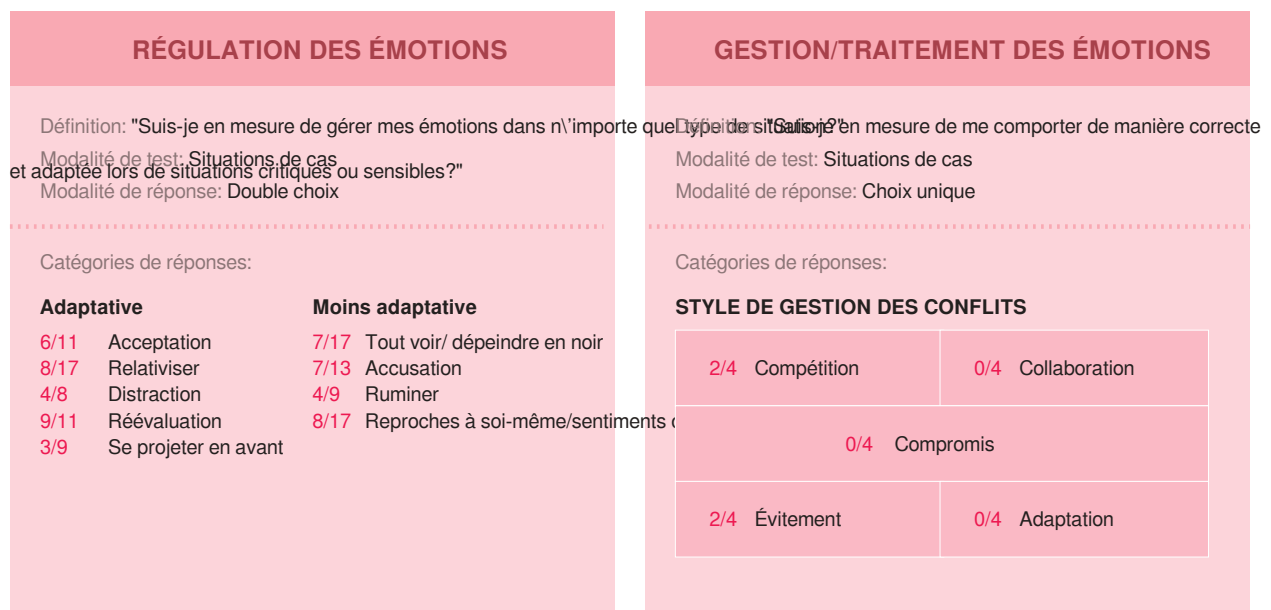 RÉGULATION DES ÉMOTIONS
Définition: "Suis-je en mesure de gérer mes émotions dans n\'importe quel type de situation?"
Modalité de test: Situations de cas
Modalité de réponse: Double choix
Catégories de réponses:
Adaptative
6/11 Acceptation
8/17 Relativiser
4/8 Distraction
9/11 Réévaluation
3/9 Se projeter en avant
Moins adaptative
7/17 Tout voir/ dépeindre en noir
7/13 Accusation
4/9 Ruminer
8/17 Reproches à soi-même/sentiments
GESTION/TRAITEMENT DES ÉMOTIONS
Définition: "Suis-je en mesure de me comporter de manière correcte
et adaptée lors de situations critiques ou sensibles?"
Modalité de test: Situations de cas
Modalité de réponse: Choix unique
Catégories de réponses:
STYLE DE GESTION DES CONFLITS
2/4 Compétition
0/4 Collaboration
0/4 Compromis
2/4 Évitement
0/4 Adaptation